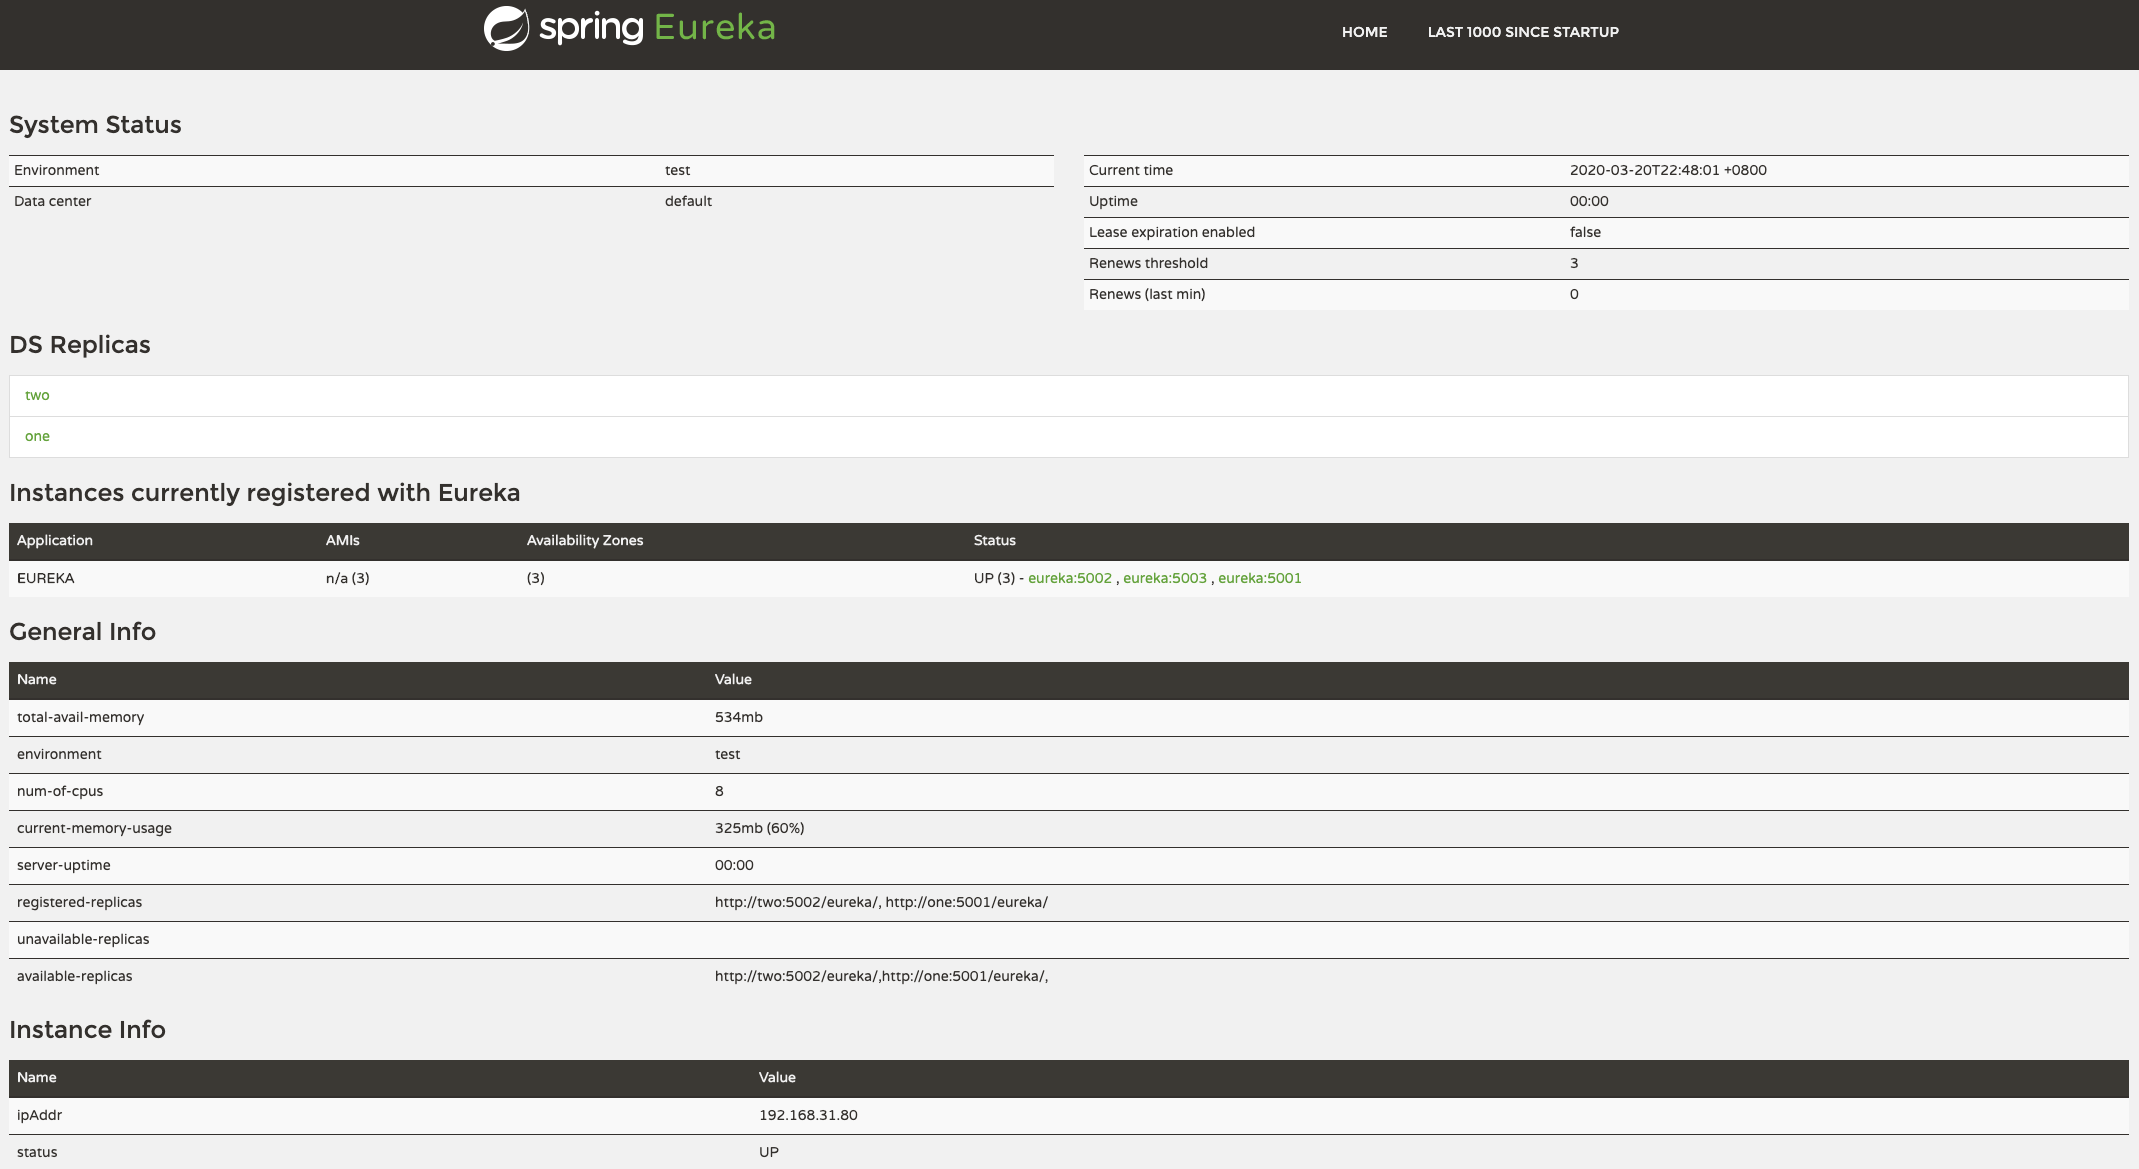 spring Eureka HOME LAST 1000 SINCE STARTUP
System Status
Environment test
Data center default
Current time 2020-03-20T22:48:01 +0800
Uptime 00:00
Lease expiration enabled false
Renews threshold 3
Renews (last min) 0
DS Replicas
two
one
Instances currently registered with Eureka
Application AMIs Availability Zones Status
EUREKA n/a (3) (3) UP (3) - eureka:5002 , eureka:5003 , eureka:5001
General Info
Name Value
total-avail-memory 534mb
environment test
num-of-cpus 8
current-memory-usage 325mb (60%)
server-uptime 00:00
registered-replicas http://two:5002/eureka/, http://one:5001/eureka/
unavailable-replicas
available-replicas http://two:5002/eureka/,http://one:5001/eureka/,
Instance Info
Name Value
ipAddr 192.168.31.80
status UP